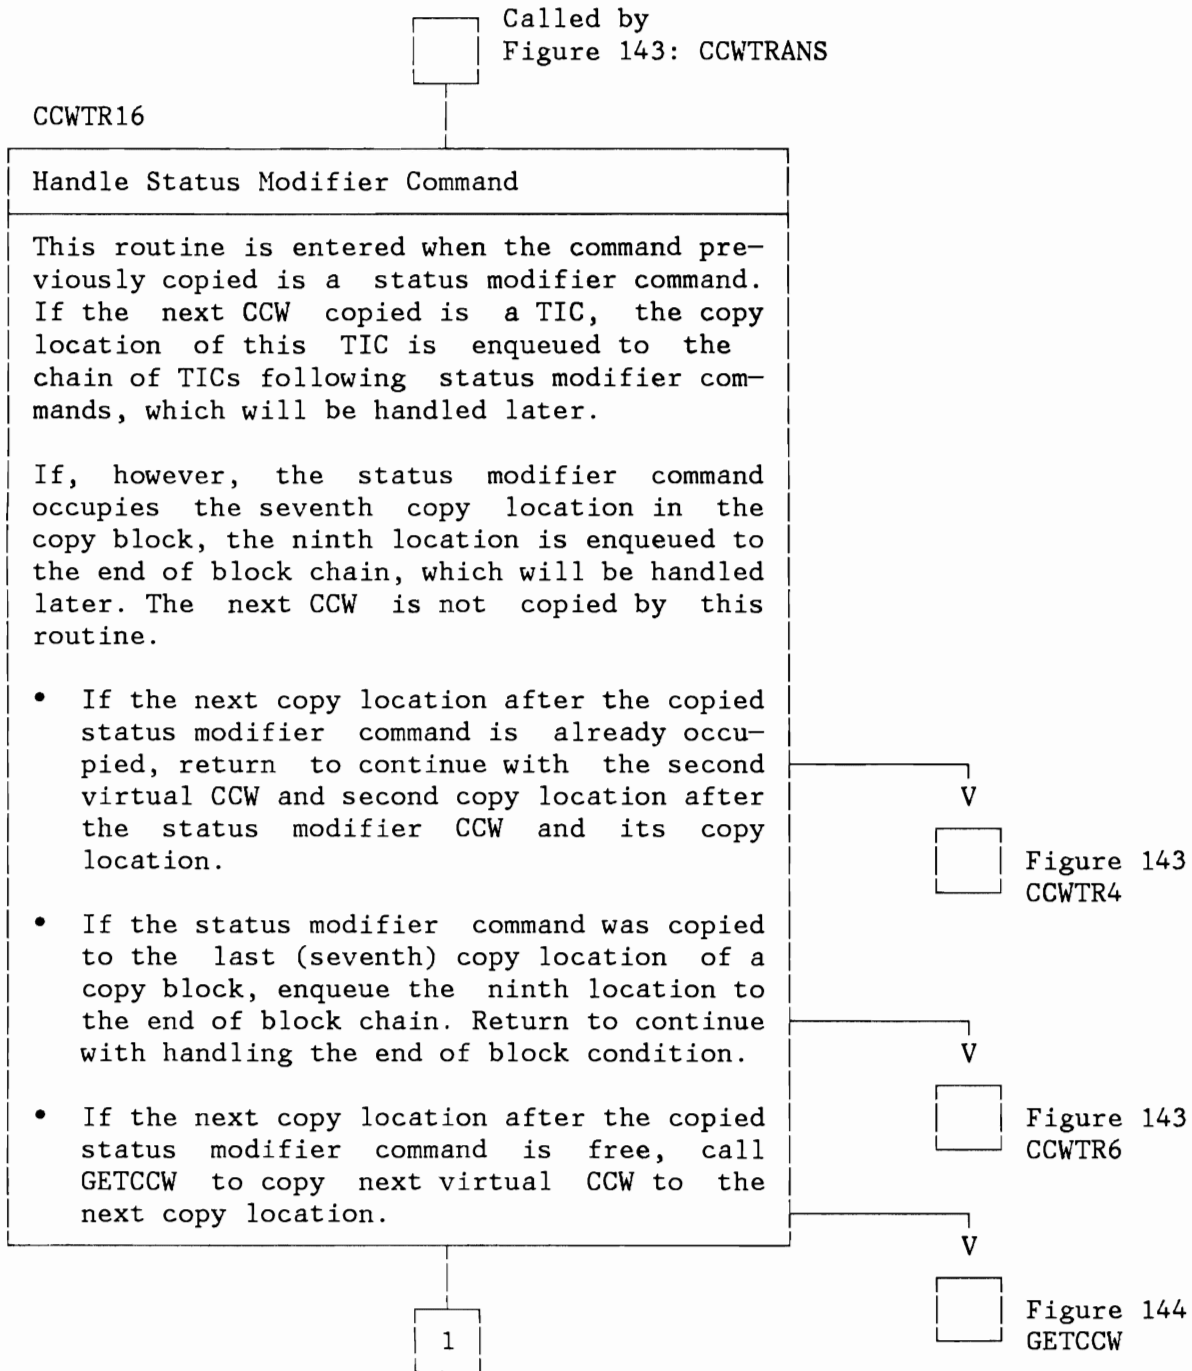 Called by
Figure 143: CCWTRANS
CCWTR16
Handle Status Modifier Command
This routine is entered when the command pre-
viously copied is a status modifier command.
If the next CCW copied is a TIC, the copy
location of this TIC is enqueued to the
chain of TICs following status modifier com-
mands, which will be handled later.
If, however, the status modifier command
occupies the seventh copy location in the
copy block, the ninth location is enqueued to
the end of block chain, which will be handled
later. The next CCW is not copied by this
routine.
• If the next copy location after the copied
status modifier command is already occu-
pied, return to continue with the second
virtual CCW and second copy location after
the status modifier CCW and its copy
location.
V
Figure 143
CCWTR4
• If the status modifier command was copied
to the last (seventh) copy location of a
copy block, enqueue the ninth location to
the end of block chain. Return to continue
with handling the end of block condition.
V
Figure 143
CCWTR6
• If the next copy location after the copied
status modifier command is free, call
GETCCW to copy next virtual CCW to the
next copy location.
V
Figure 144
GETCCW
1